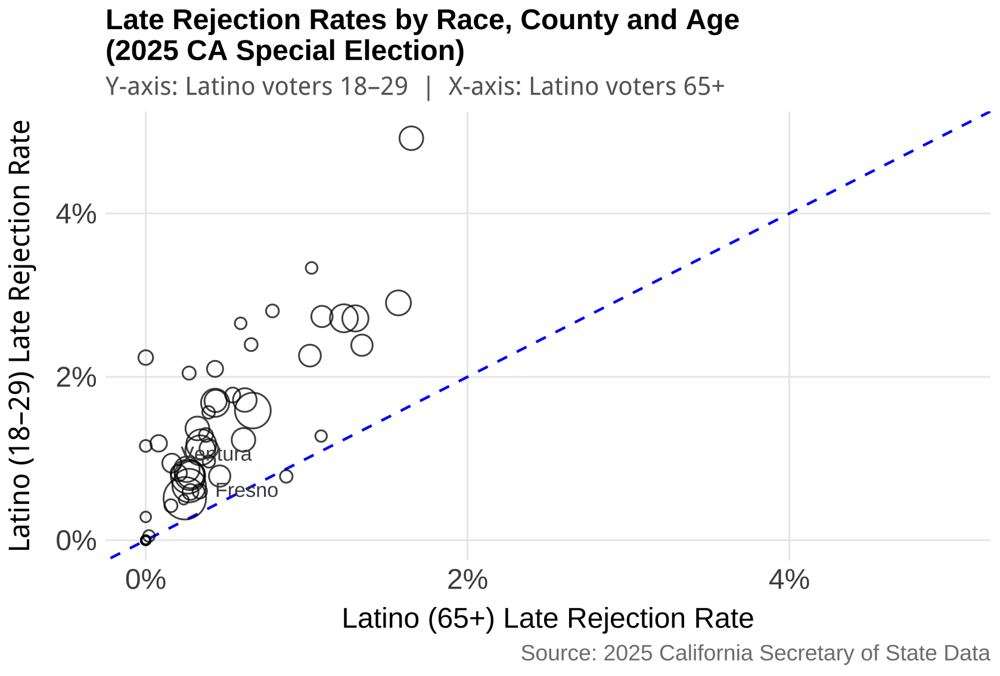 Late Rejection Rates by Race, County and Age
(2025 CA Special Election)
Y-axis: Latino voters 18–29 | X-axis: Latino voters 65+
Latino (18–29) Late Rejection Rate
4%
2%
0%
Ventura
Fresno
0%
2%
4%
Latino (65+) Late Rejection Rate
Source: 2025 California Secretary of State Data